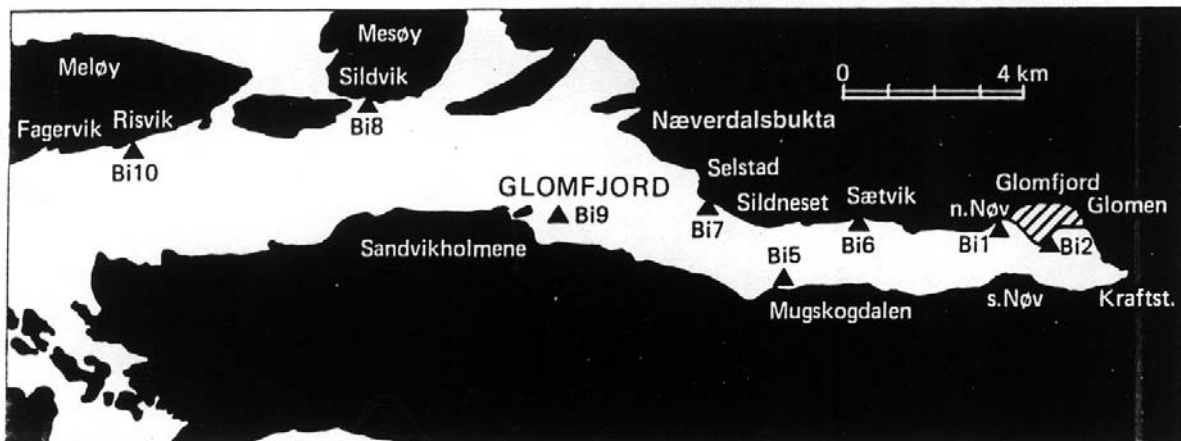 Mesøy
Meløy
Sildvik
0 4 km
Fagervik
Risvik
Bi8
Næverdalsbukta
Bi10
Selstad
GLOMFJORD
Bi9
Sildneset
Sætvik
Glomfjord
n.Nøv
Glomen
Bi7
Bi6
Bi1
Bi2
Sandvikholmene
Bi5
Mugskogdalen
s.Nøv
Kraftst.